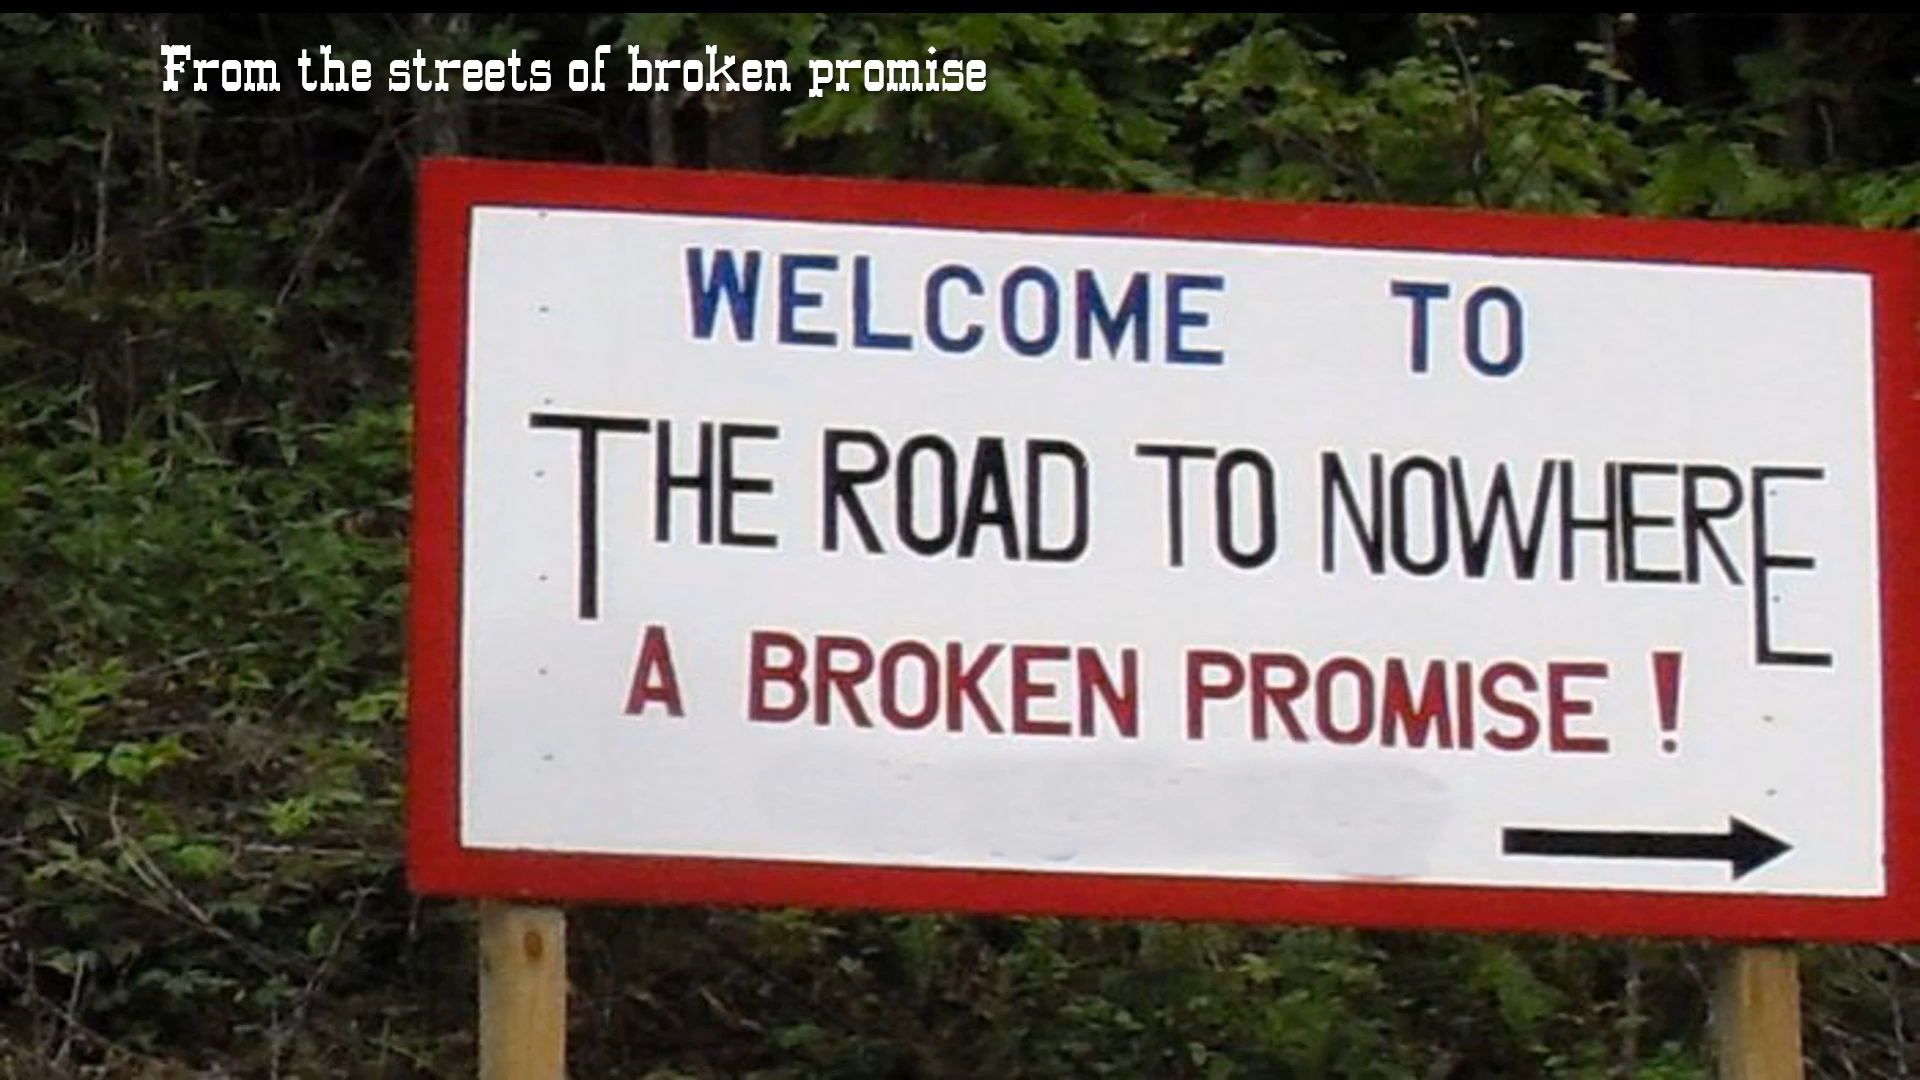 From the streets of broken promise
WELCOME TO
THE ROAD TO NOWHERE
A BROKEN PROMISE !